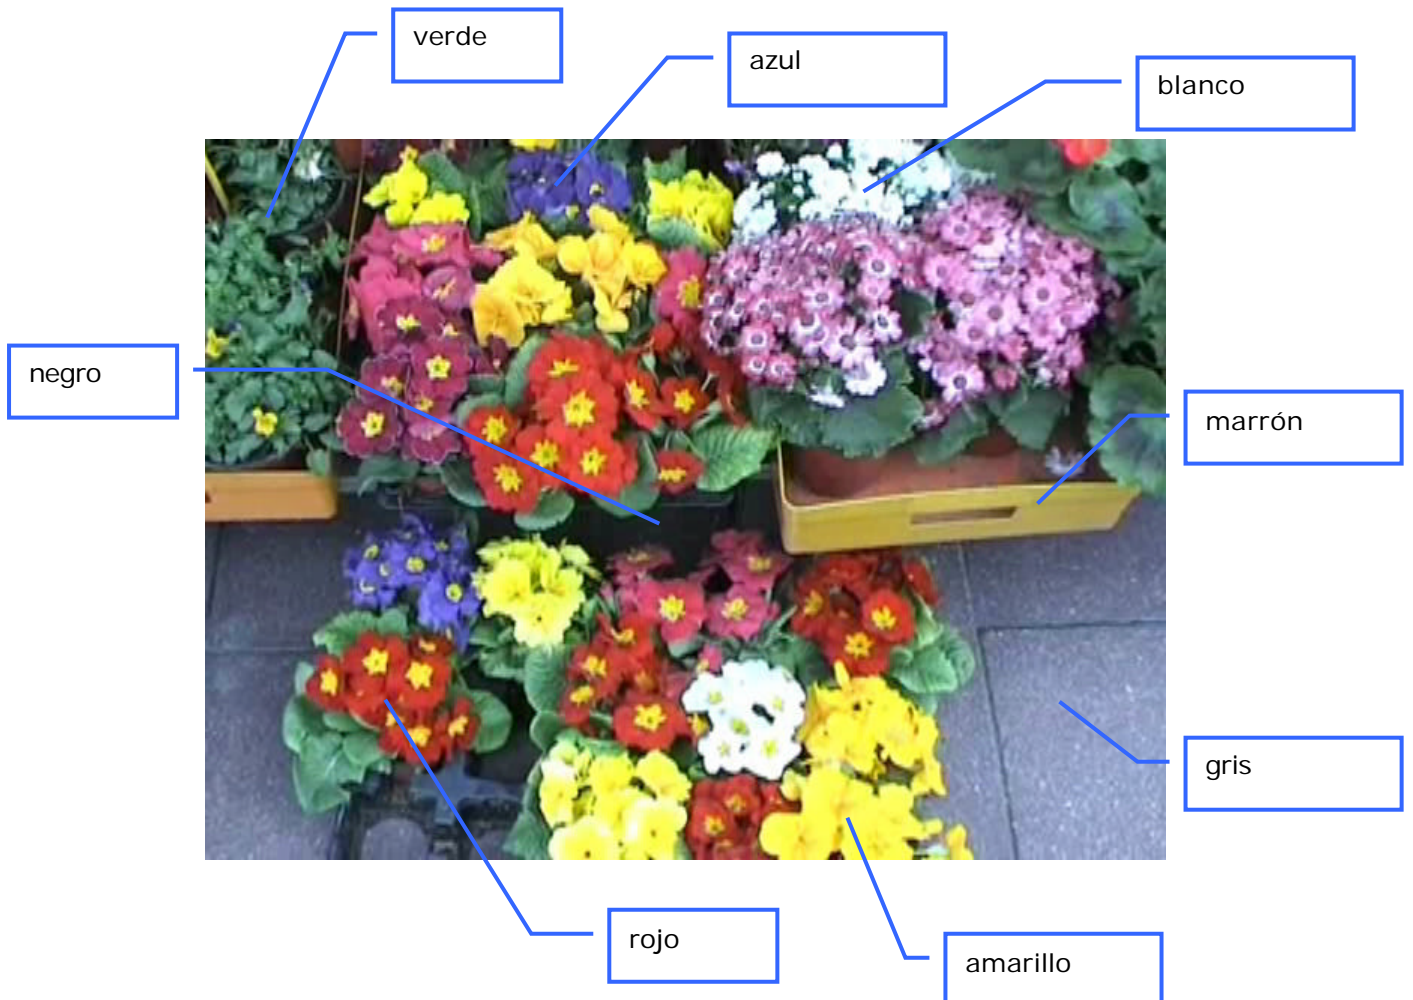 verde
azul
blanco
negro
marrón
gris
rojo
amarillo